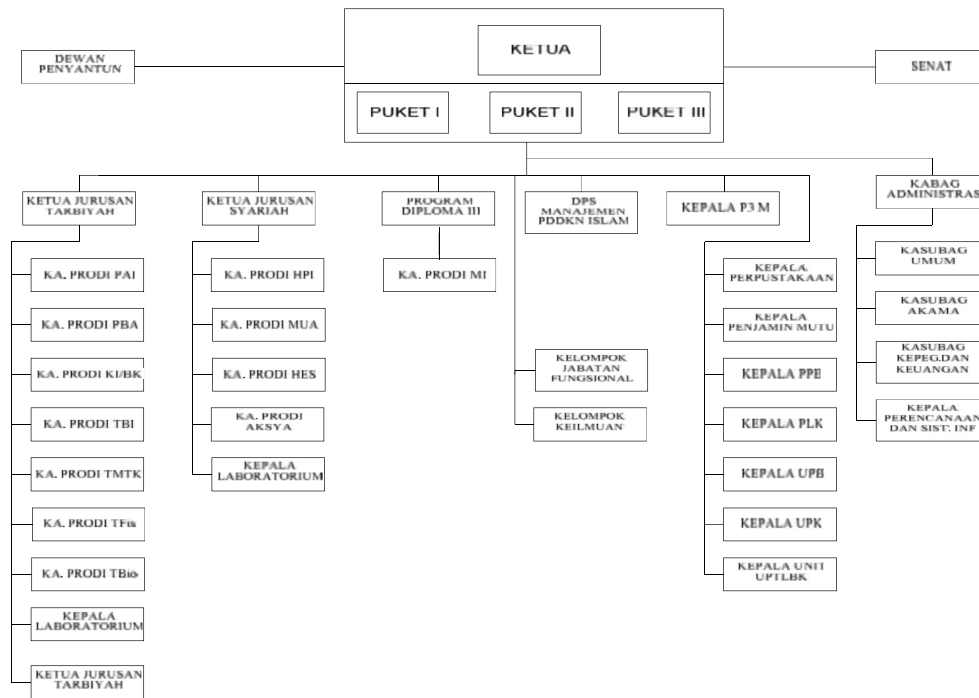 KETUA
DEWAN
PENYANTUN
SENAT
PUKET I
PUKET II
PUKET III
KETUA JURUSAN
TARBIYAH
KETUA JURUSAN
SYARIAH
PROGRAM
DIPLOMA III
DPS
MANAJEMEN
PDDKN ISLAM
KEPALA P3 M
KABAG
ADMINISTRAS
KA. PRODI PAI
KA. PRODI PBA
KA. PRODI KI/BK
KA. PRODI TBI
KA. PRODI TMTK
KA. PRODI TFis
KA. PRODI TBio
KEPALA
LABORATORIUM
KETUA JURUSAN
TARBIYAH
KA. PRODI HPI
KA. PRODI MUA
KA. PRODI HES
KA. PRODI
AKSYA
KEPALA
LABORATORIUM
KA. PRODI MI
KELOMPOK
JABATAN
FUNGSIONAL
KELOMPOK
KEILMUAN
KEPALA
PERPUSTAKAAN
KEPALA
PENJAMIN MUTU
KEPALA PPB
KEPALA PLK
KEPALA UPB
KEPALA UPK
KEPALA UNIT
UPTLBK
KASUBAG
UMUM
KASUBAG
AKAMA
KASUBAG
KEPEG.DAN
KEUANGAN
KEPALA
PERENCANAAN
DAN SIST. INF